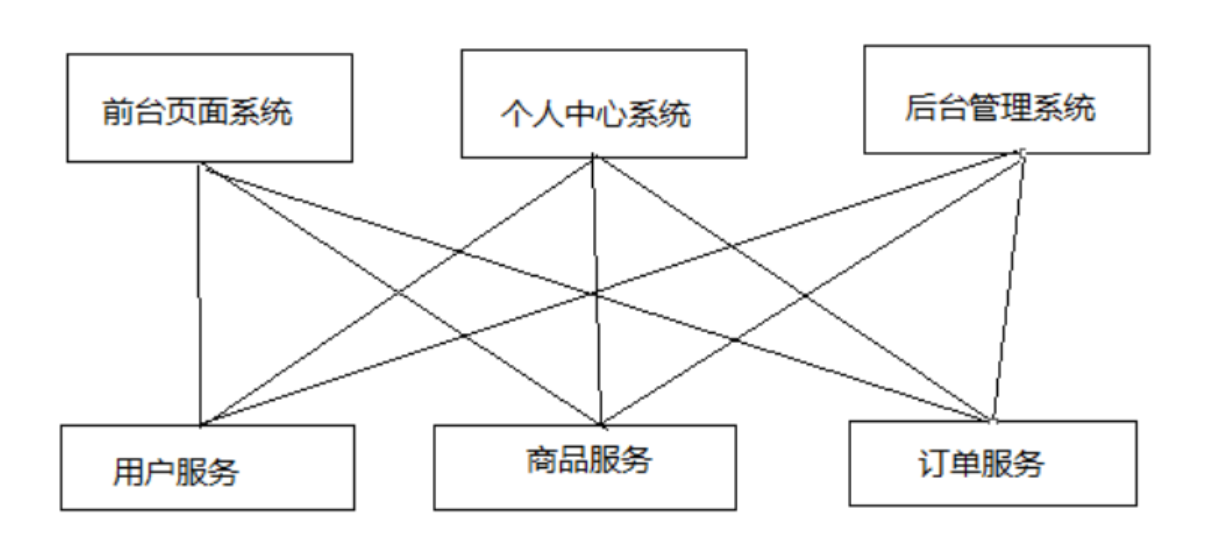 前台页面系统
个人中心系统
后台管理系统
用户服务
商品服务
订单服务